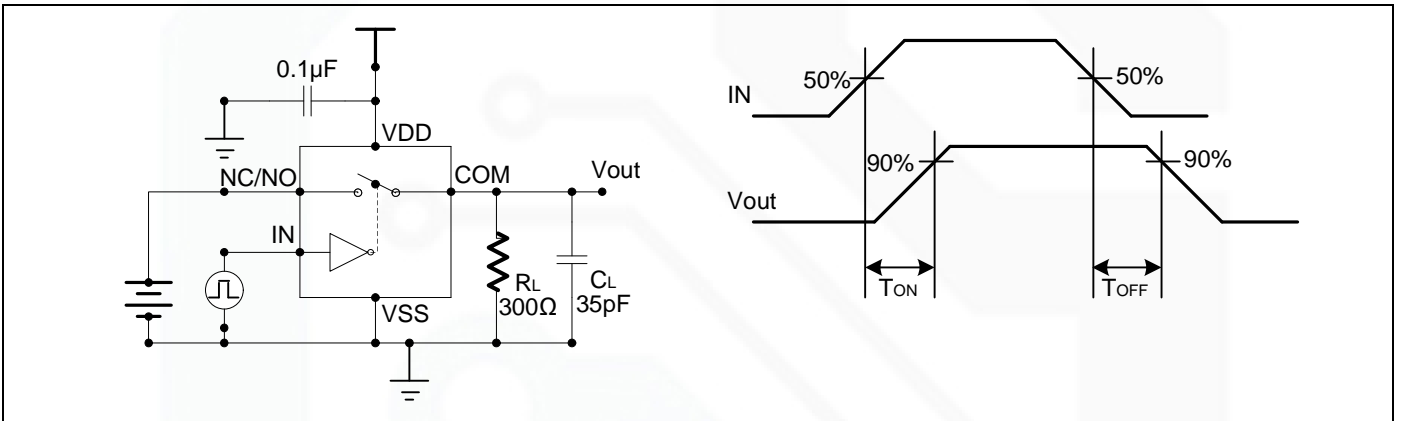 0.1µF
VDD
NC/NO
COM
Vout
IN
RL
300Ω
CL
35pF
VSS
IN
50%
50%
90%
90%
Vout
TON
TOFF